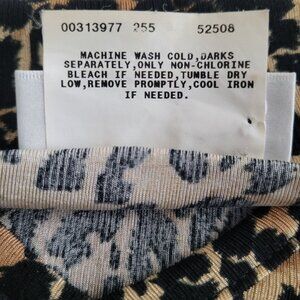 00313977 255 52508
MACHINE WASH COLD,DARKS
SEPARATELY,ONLY NON-CHLORINE
BLEACH IF NEEDED,TUMBLE DRY
LOW,REMOVE PROMPTLY,COOL IRON
IF NEEDED.